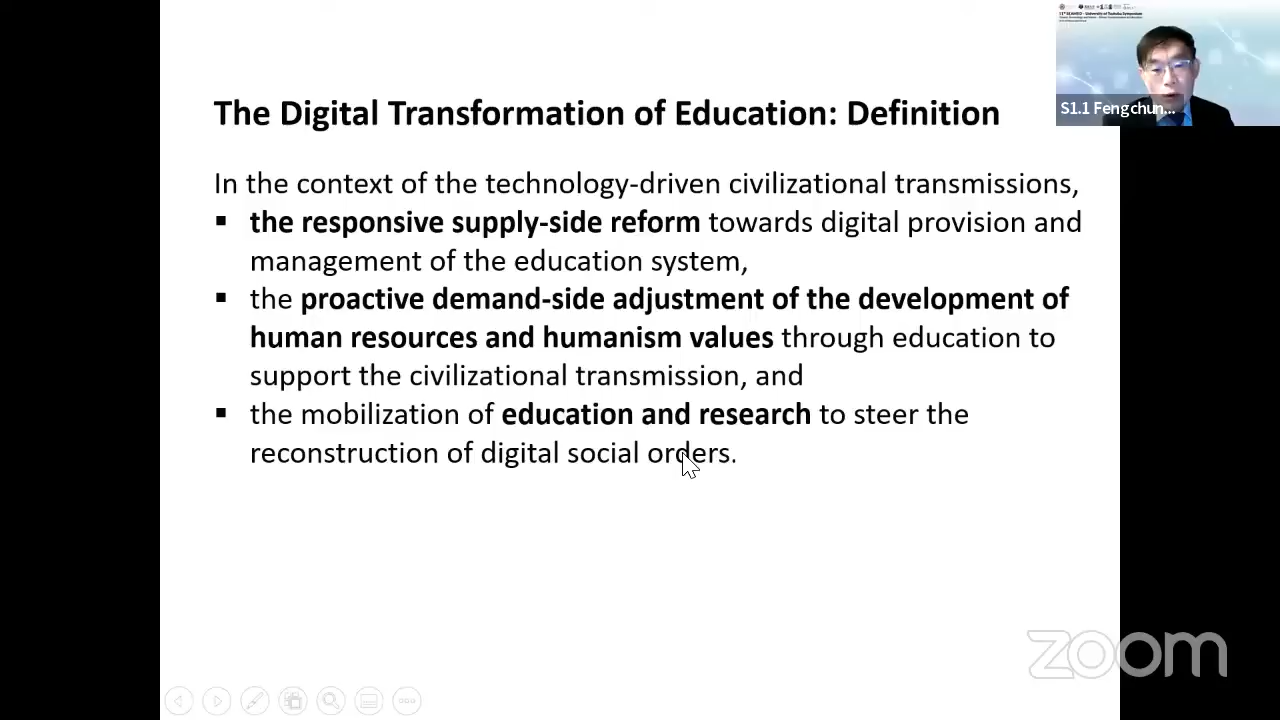 The Digital Transformation of Education: Definition
In the context of the technology-driven civilizational transmissions,
▪ the responsive supply-side reform towards digital provision and
management of the education system,
▪ the proactive demand-side adjustment of the development of
human resources and humanism values through education to
support the civilizational transmission, and
▪ the mobilization of education and research to steer the
reconstruction of digital social orders.
S1.1 Fengchun...
zoom